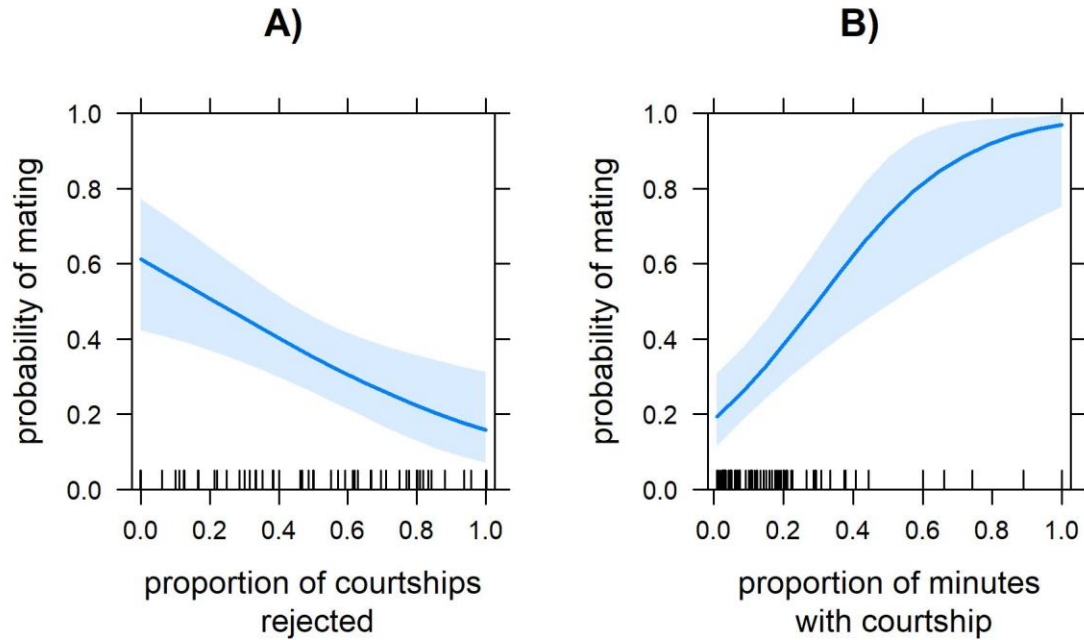 A)
1.0
0.8
0.6
0.4
0.2
0.0
probability of mating
0.0 0.2 0.4 0.6 0.8 1.0
proportion of courtships
rejected
B)
1.0
0.8
0.6
0.4
0.2
0.0
probability of mating
0.0 0.2 0.4 0.6 0.8 1.0
proportion of minutes
with courtship